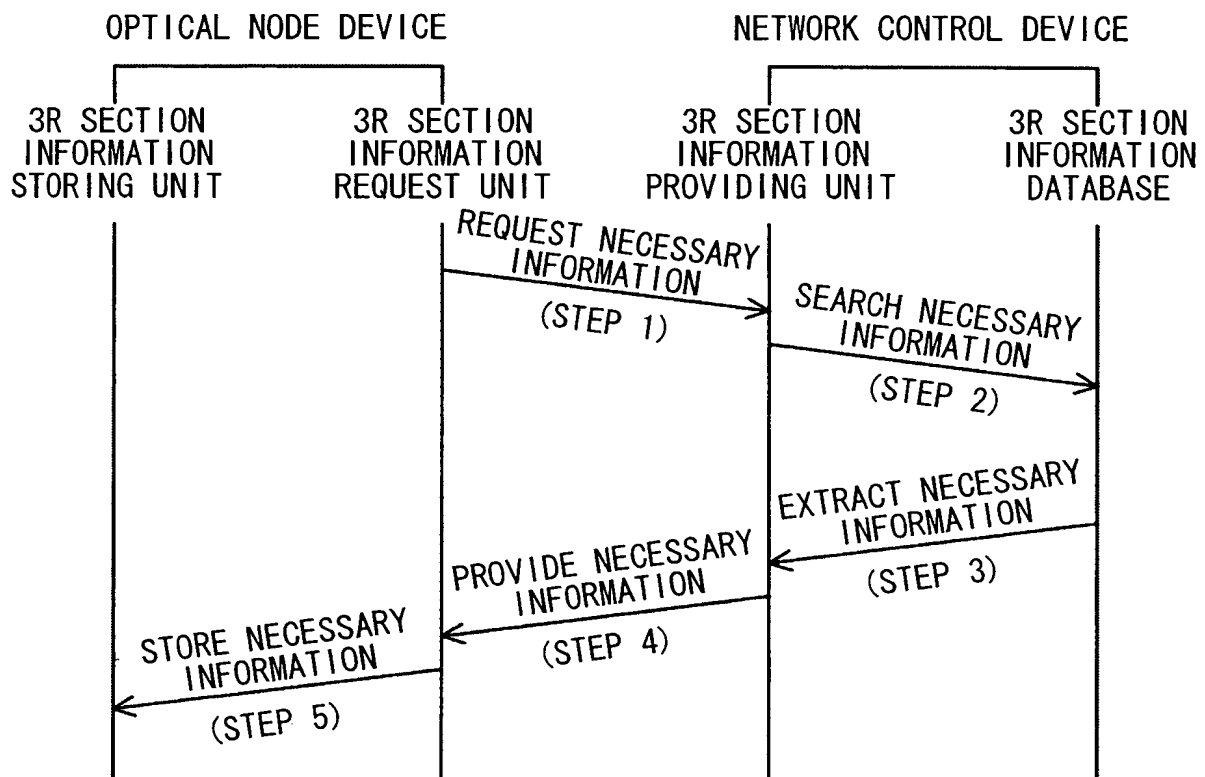 OPTICAL NODE DEVICE
NETWORK CONTROL DEVICE
3R SECTION
INFORMATION
STORING UNIT
3R SECTION
INFORMATION
REQUEST UNIT
3R SECTION
INFORMATION
PROVIDING UNIT
3R SECTION
INFORMATION
DATABASE
REQUEST NECESSARY
INFORMATION
(STEP 1)
SEARCH NECESSARY
INFORMATION
(STEP 2)
EXTRACT NECESSARY
INFORMATION
(STEP 3)
PROVIDE NECESSARY
INFORMATION
(STEP 4)
STORE NECESSARY
INFORMATION
(STEP 5)